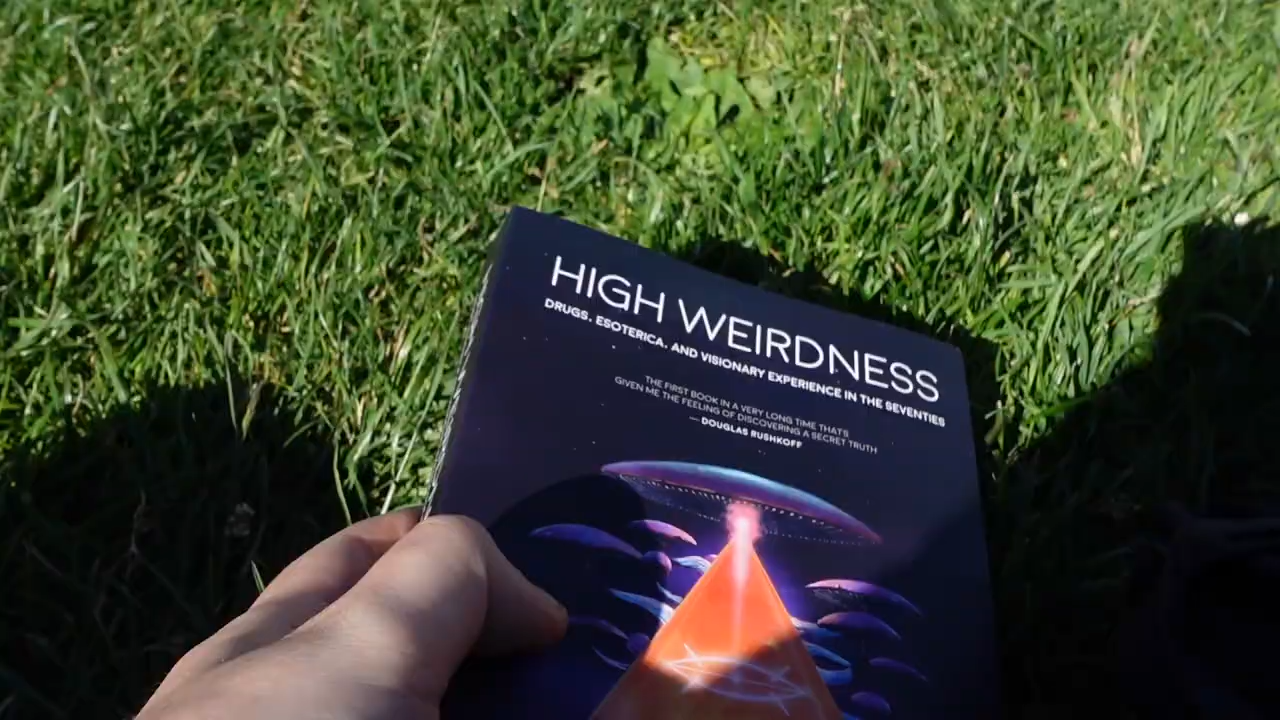 HIGH WEIRDNESS
DRUGS, ESOTERICA, AND VISIONARY EXPERIENCE IN THE SEVENTIES
THE FIRST BOOK IN A VERY LONG TIME THAT'S
GIVEN ME THE FEELING OF DISCOVERING A SECRET TRUTH
— DOUGLAS RUSHKOFF